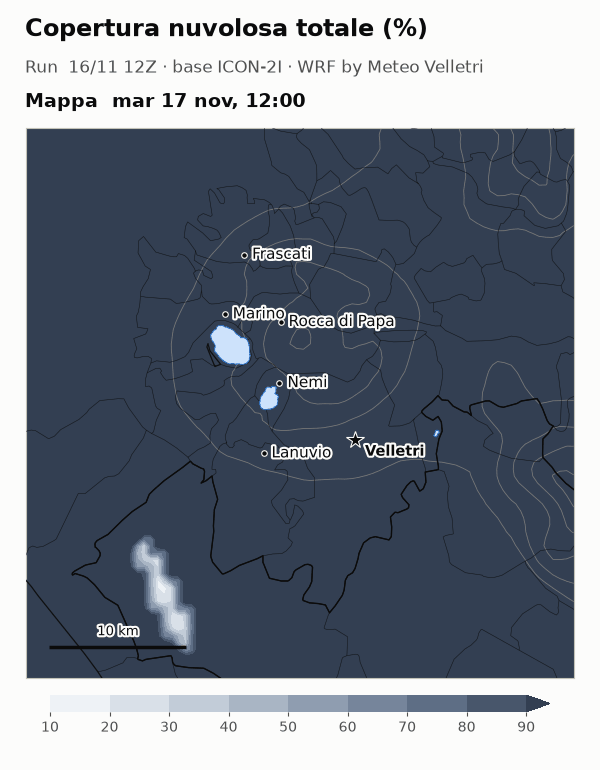 Copertura nuvolosa totale (%)
Run  16/11 12Z · base ICON-2I · WRF by Meteo Velletri
Mappa  mar 17 nov, 12:00
Frascati
Marino
Rocca di Papa
Nemi
Velletri
Lanuvio
10 km
10 20 30 40 50 60 70 80 90